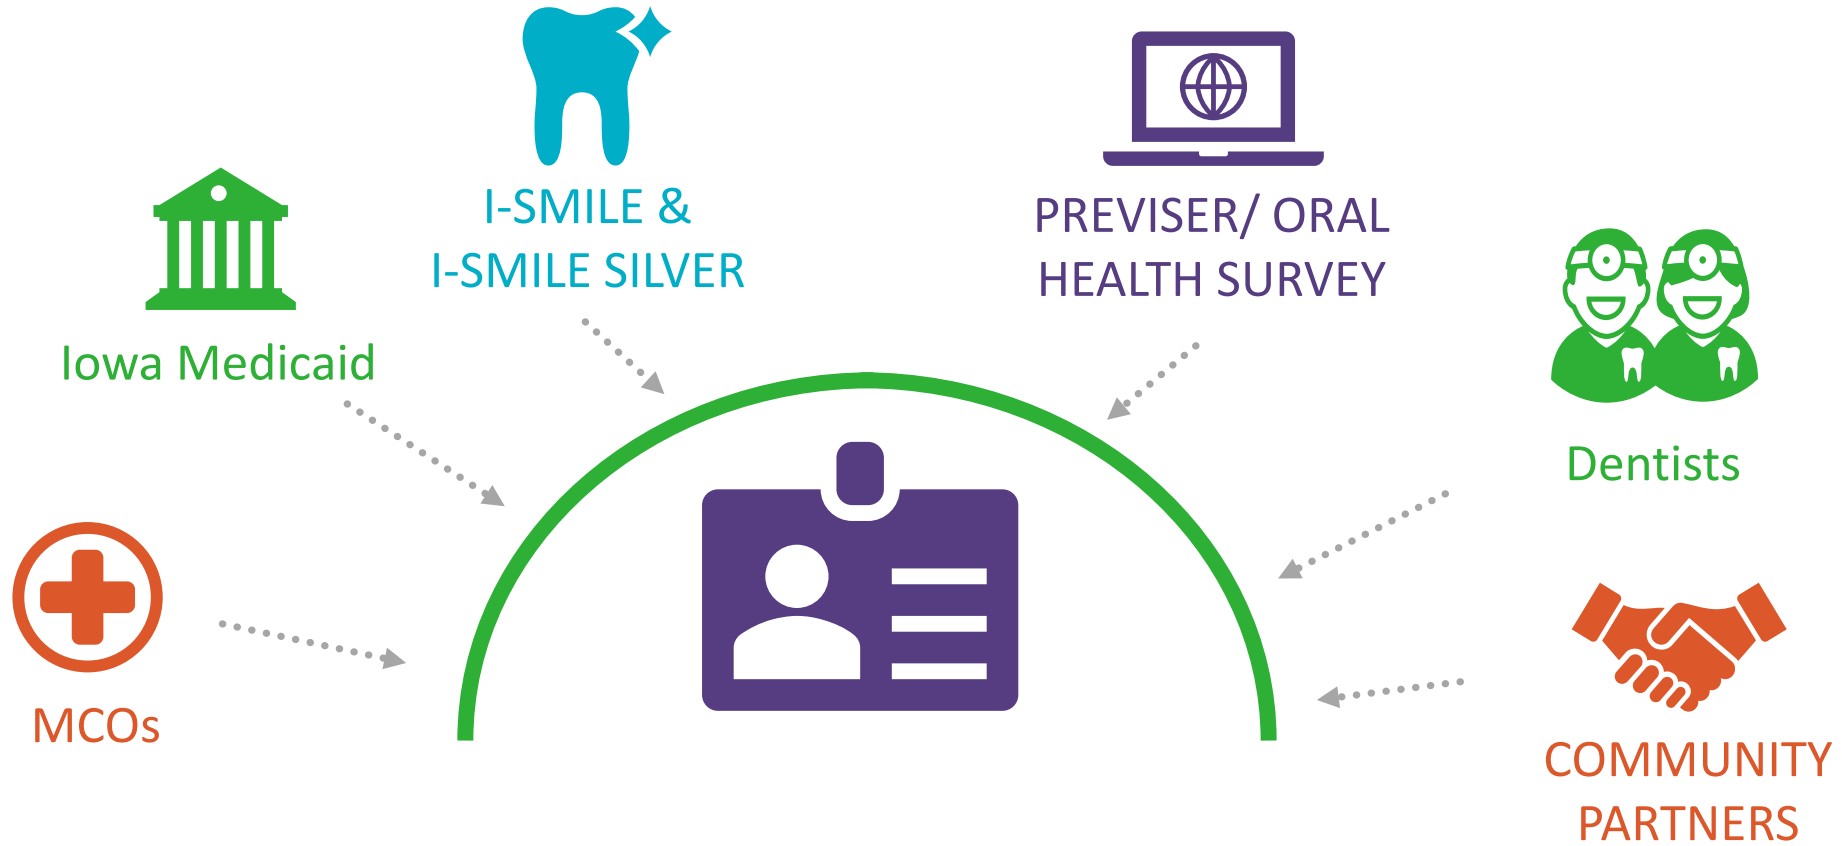 I-SMILE &
I-SMILE SILVER
PREVISER/ ORAL
HEALTH SURVEY
Iowa Medicaid
Dentists
MCOs
COMMUNITY
PARTNERS